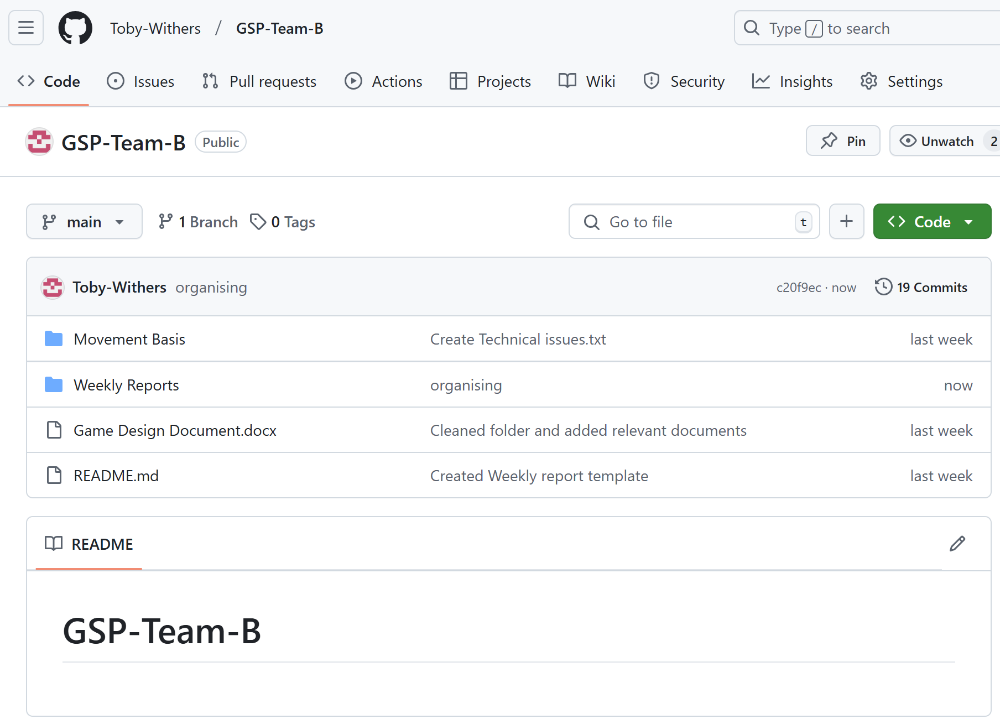 Toby-Withers / GSP-Team-B
Type / to search
Code Issues Pull requests Actions Projects Wiki Security Insights Settings
GSP-Team-B Public
Pin Unwatch 2
main 1 Branch 0 Tags
Go to file t + Code
Toby-Withers organising c20f9ec · now 19 Commits
Movement Basis Create Technical issues.txt last week
Weekly Reports organising now
Game Design Document.docx Cleaned folder and added relevant documents last week
README.md Created Weekly report template last week
README
GSP-Team-B